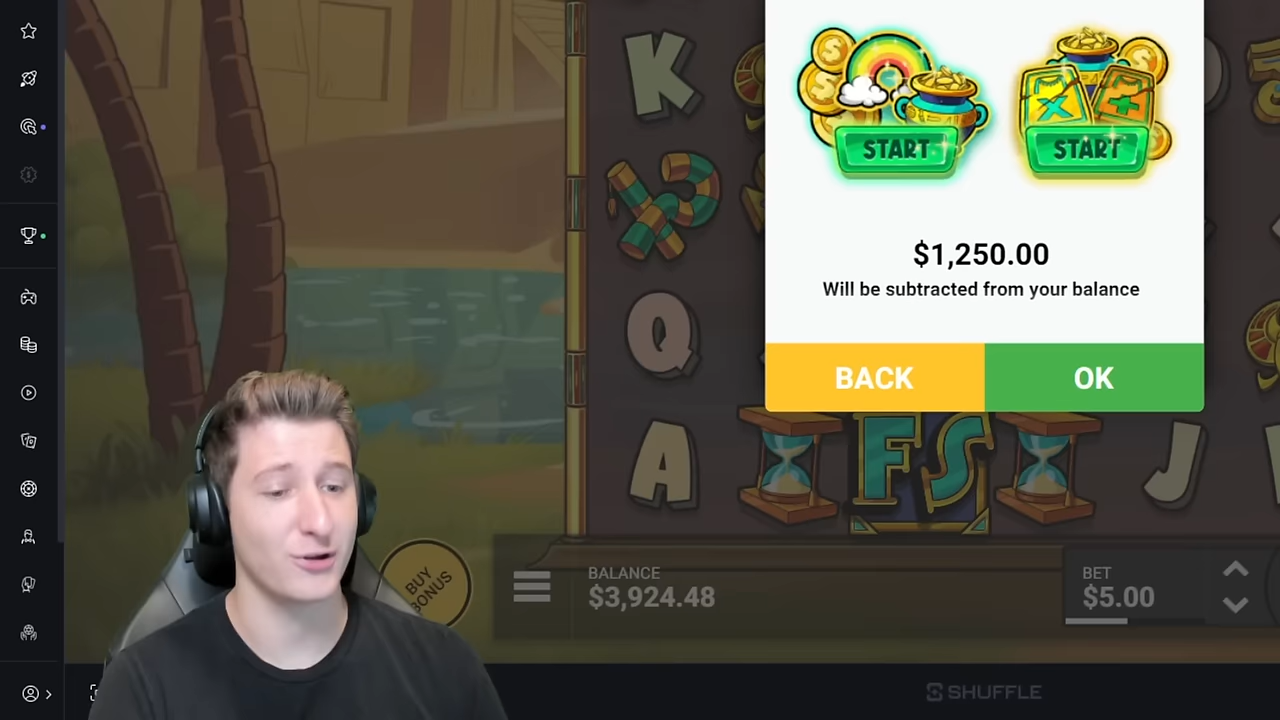 K
START
START
$1,250.00
Will be subtracted from your balance
Q
BACK
OK
A
FS
J
BUY
BONUS
BALANCE
$3,924.48
BET
$5.00
SHUFFLE